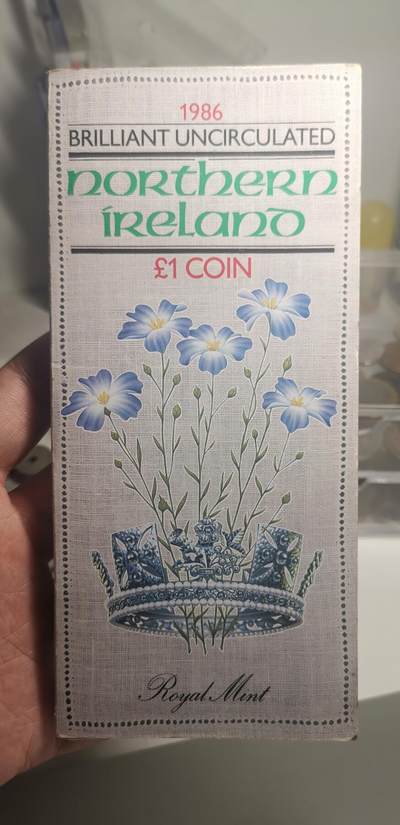 1986
BRILLIANT UNCIRCULATED
northern
ireland
£1 COIN
Royal Mint